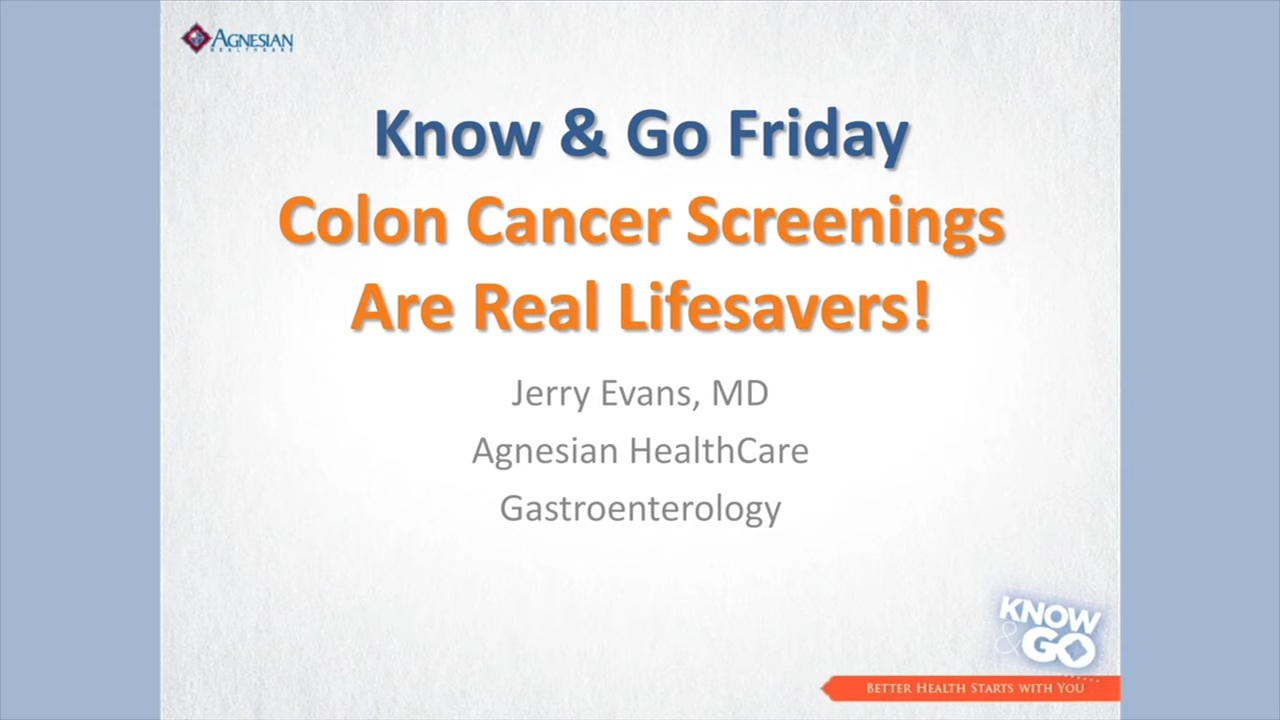 AGNESIAN
HEALTHCARE
Know & Go Friday
Colon Cancer Screenings
Are Real Lifesavers!
Jerry Evans, MD
Agnesian HealthCare
Gastroenterology
KNOW
& GO
BETTER HEALTH STARTS WITH YOU